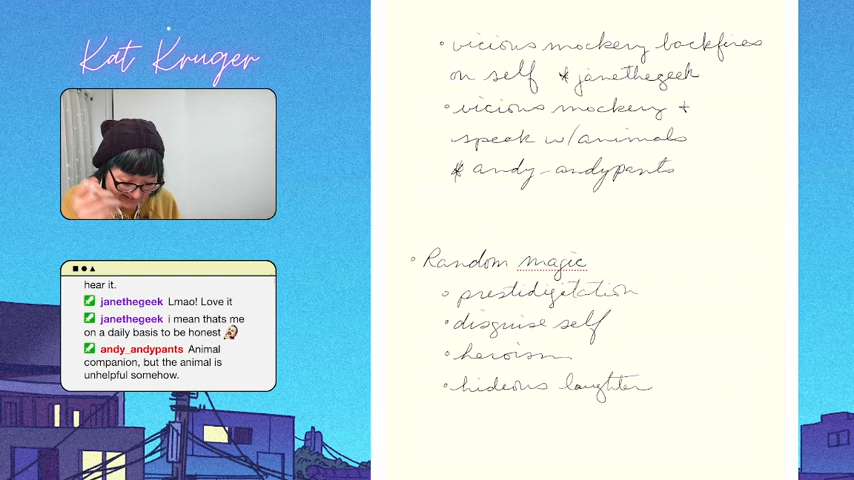 Kat Kruger
hear it.
janethegeek Lmao! Love it
janethegeek i mean thats me
on a daily basis to be honest
andy_andypants Animal
companion, but the animal is
unhelpful somehow.
• vicious mockery backfires
on self * janethegeek
• vicious mockery +
speak w/animals
* andy-andypants
• Random magic
• prestidigitation
• disguise self
• heroism
• hideous laughter